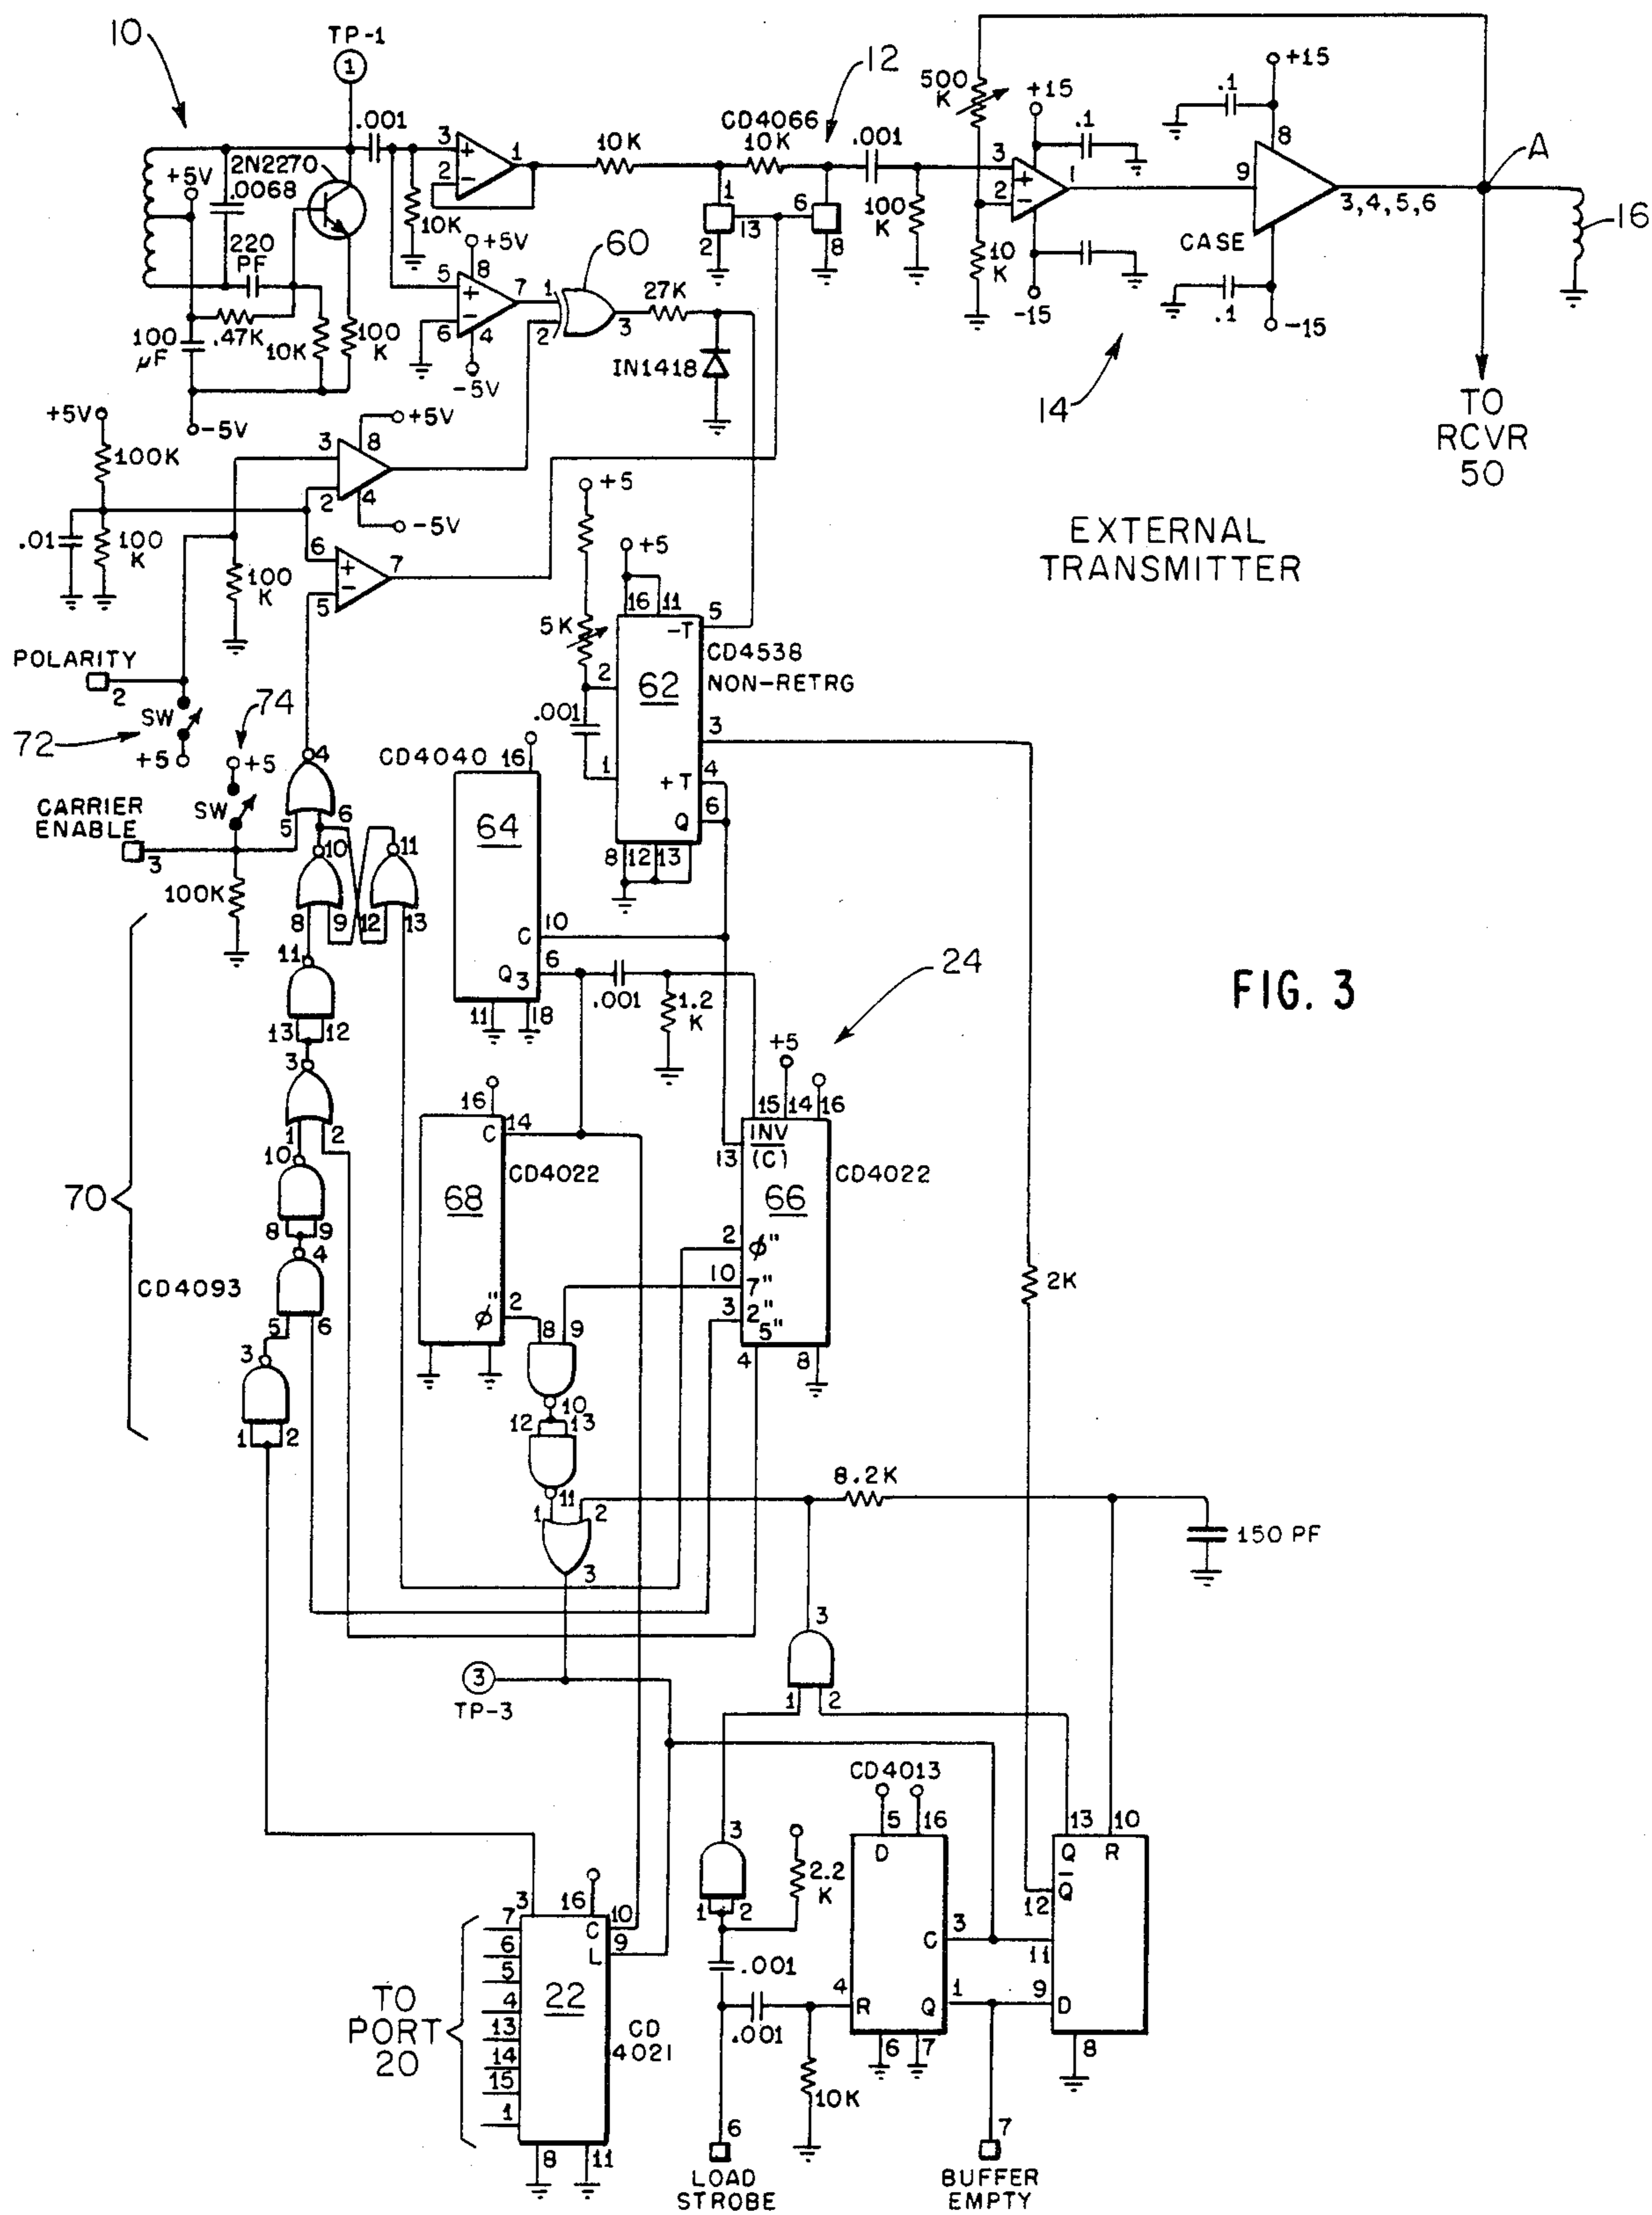 10
TP-1
1
12
.001
3
+
2
-
1
10K
CD4066
10K
.001
500
K
+15
.1
3
+
2
-
1
.1
+15
8
9
3,4,5,6
A
16
2N2270
+5V
.0068
220
PF
10K
1
2
13
6
8
100
K
10
K
-15
CASE
.1
-15
14
TO
RCVR
50
+5V
5
+
6
-
8
4
7
-5V
60
1
2
3
27K
IN1418
100
µF
.47K
10K
100
K
-5V
+5V
100K
.01
100
K
3
2
8
4
+5V
-5V
100
K
6
+
-
5
7
+5
5K
.001
+5
16
11
5
-T
62
CD4538
NON-RETRG
2
1
3
4
+T
6
Q
8
12
13
EXTERNAL
TRANSMITTER
POLARITY
2
72
SW
+5
74
+5
SW
CARRIER
ENABLE
3
100K
4
5
6
10
11
8
9
12
13
CD4040
16
64
C
10
Q3
6
11
18
.001
1.2
K
24
FIG. 3
11
13
12
3
1
2
10
8
9
4
5
6
3
1
2
70
CD4093
16
C
14
CD4022
68
ϕ"
2
+5
15
14
16
INV
(C)
13
66
CD4022
2
ϕ"
10
7"
3
2"
5"
4
8
8
9
10
12
13
11
1
2
3
2K
8.2K
150 PF
3
TP-3
3
1
2
CD4013
5
16
D
13
10
Q
R
Q
12
3
1
2
2.2
K
C
3
11
.001
4
R
Q
1
9
D
.001
6
7
8
10K
3
16
7
6
5
4
13
14
15
1
C
10
L
9
22
CD
4021
8
11
TO
PORT
20
6
LOAD
STROBE
7
BUFFER
EMPTY